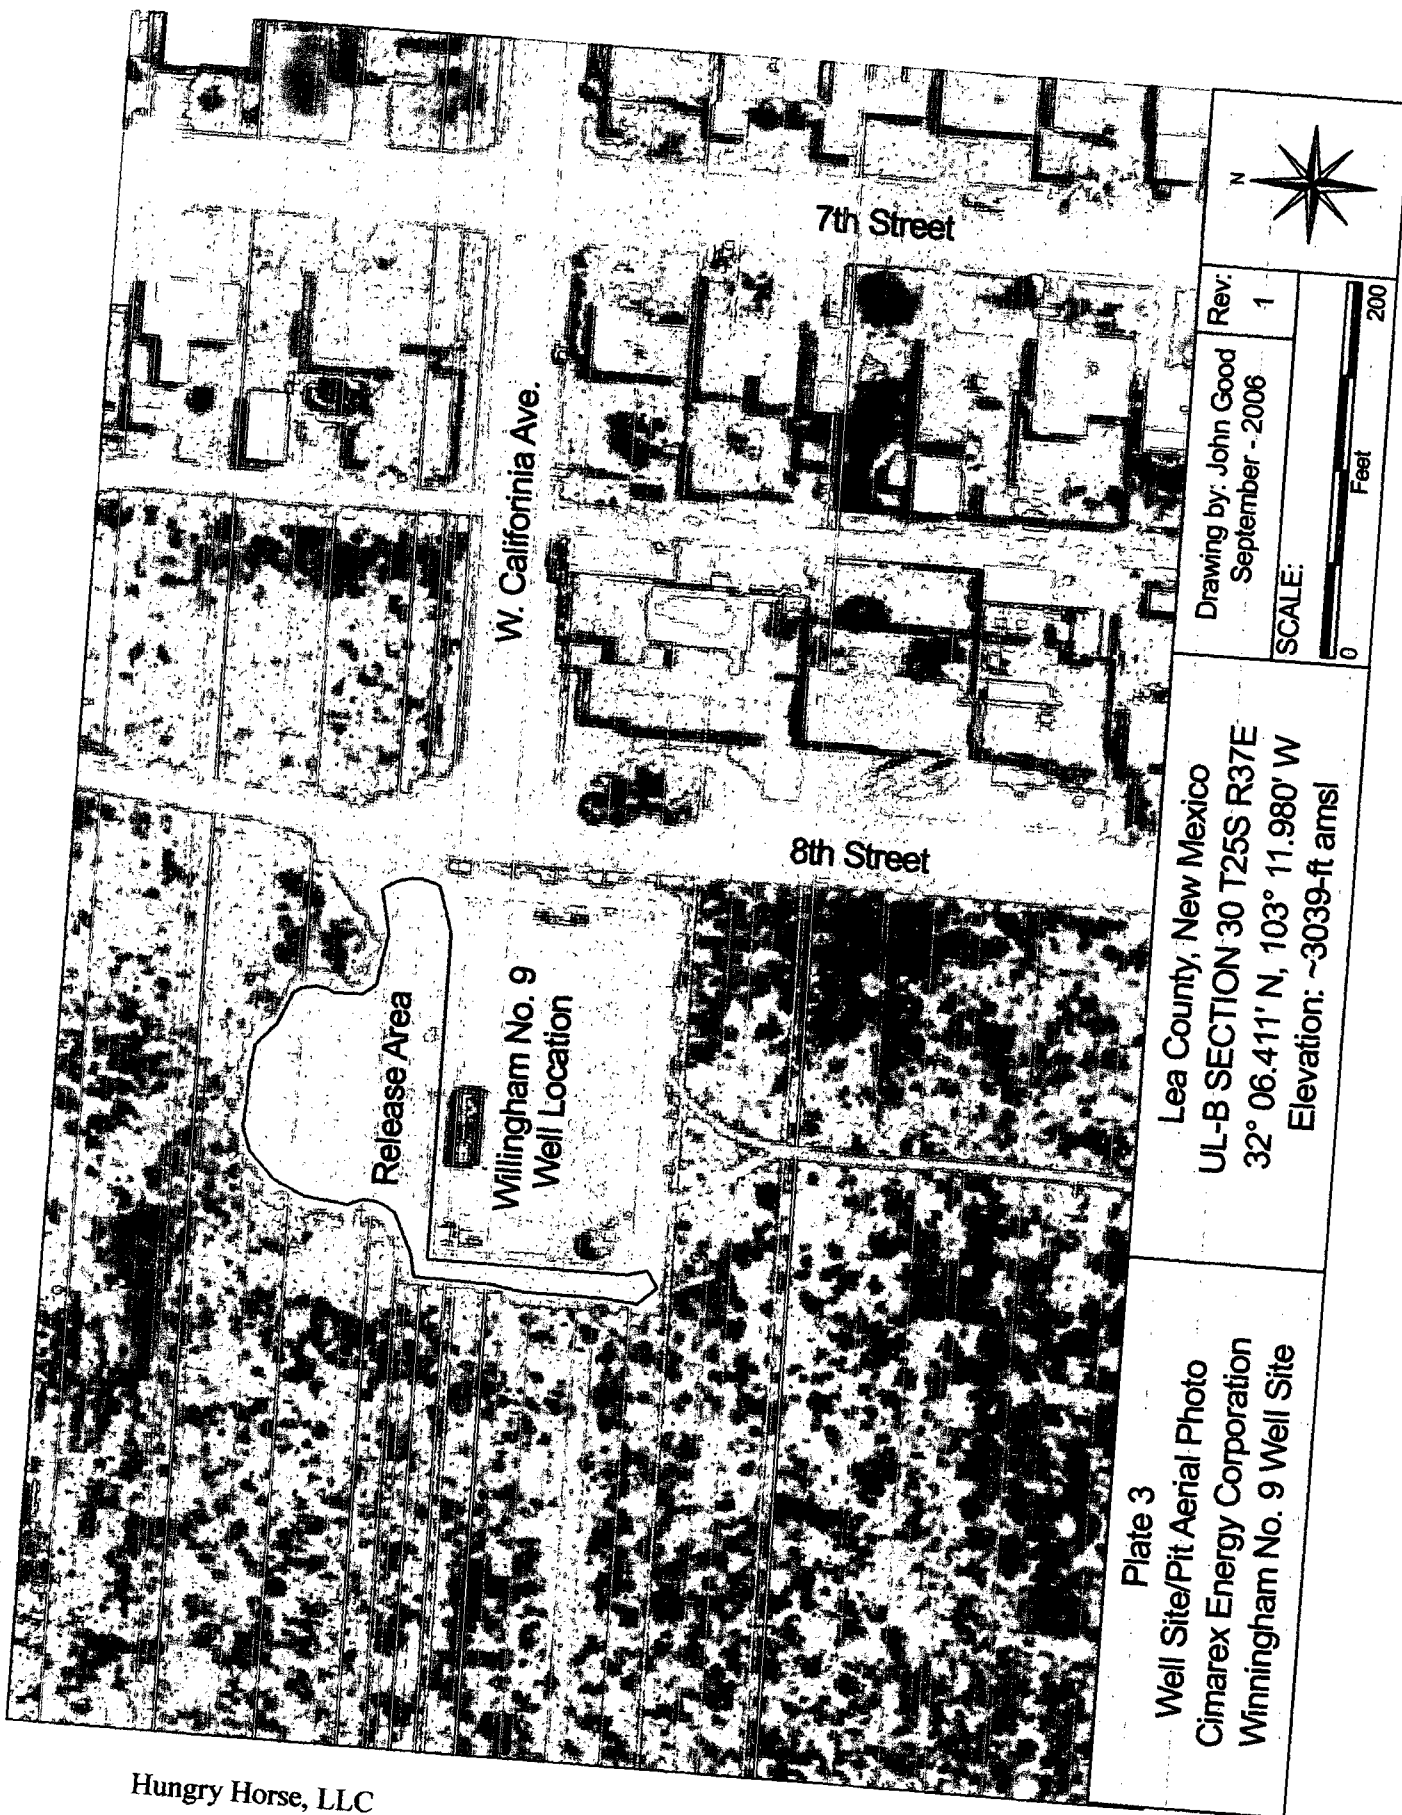 7th Street
W. Califorinia Ave.
8th Street
Release Area
Willingham No. 9
Well Location
Plate 3
Well Site/Pit Aerial Photo
Cimarex Energy Corporation
Winningham No. 9 Well Site
Lea County, New Mexico
UL-B SECTION 30 T25S R37E
32° 06.411' N, 103° 11.980' W
Elevation: ~3039-ft amsl
Drawing by: John Good
September - 2006
Rev:
1
SCALE:
0
200
Feet
N
Hungry Horse, LLC